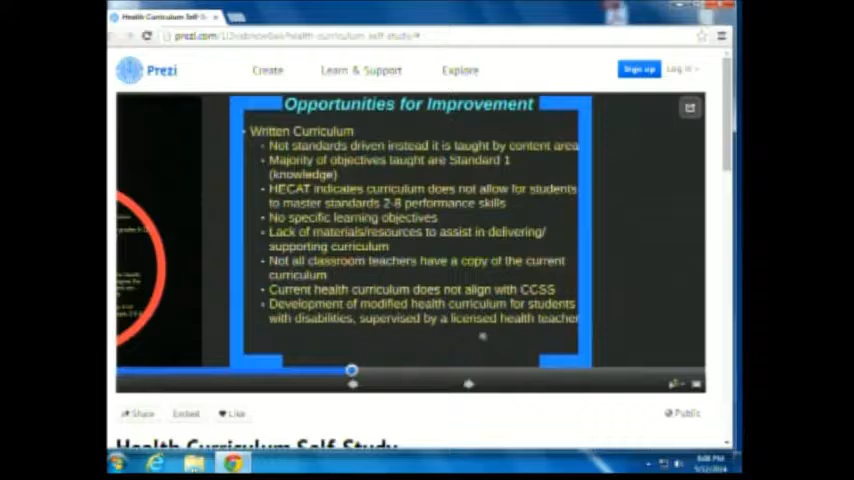 Health Curriculum Self-S
Prezi
Create
Learn & Support
Explore
Sign up
Log in
Opportunities for Improvement
Written Curriculum
Not standards driven instead it is taught by content area
Majority of objectives taught are Standard 1
(knowledge)
HECAT indicates curriculum does not allow for students
to master standards 2-8 performance skills
No specific learning objectives
Lack of materials/resources to assist in delivering/
supporting curriculum
Not all classroom teachers have a copy of the current
curriculum
Current health curriculum does not align with CCSS
Development of modified health curriculum for students
with disabilities, supervised by a licensed health teacher
Share
Embed
Like
Public
Health Curriculum Self-Study